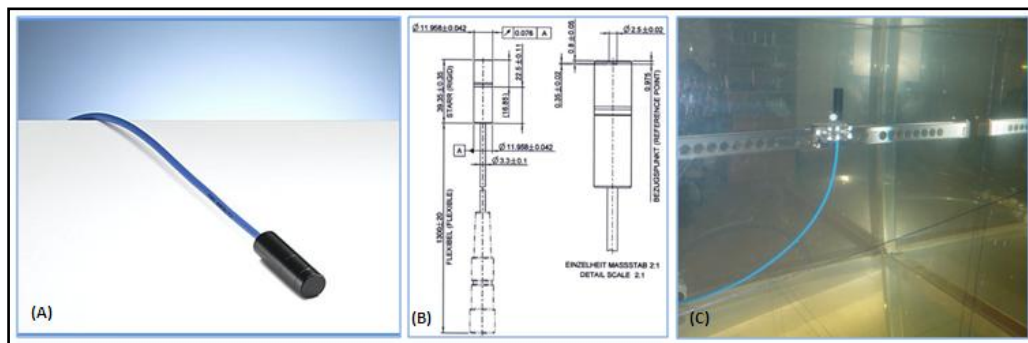 (A)
Ø 11.958±0.042
0.076 A
22.5±0.11
39.35±0.35
STARR (RIGID)
(16.85)
A
Ø 11.958±0.042
Ø 3.3±0.1
1300±20
FLEXIBEL (FLEXIBLE)
(B)
Ø 2.5±0.02
0.8±0.05
0.35±0.02
0.975
BEZUGSPUNKT (REFERENCE POINT)
EINZELHEIT MASSSTAB 2:1
DETAIL SCALE 2:1
(C)